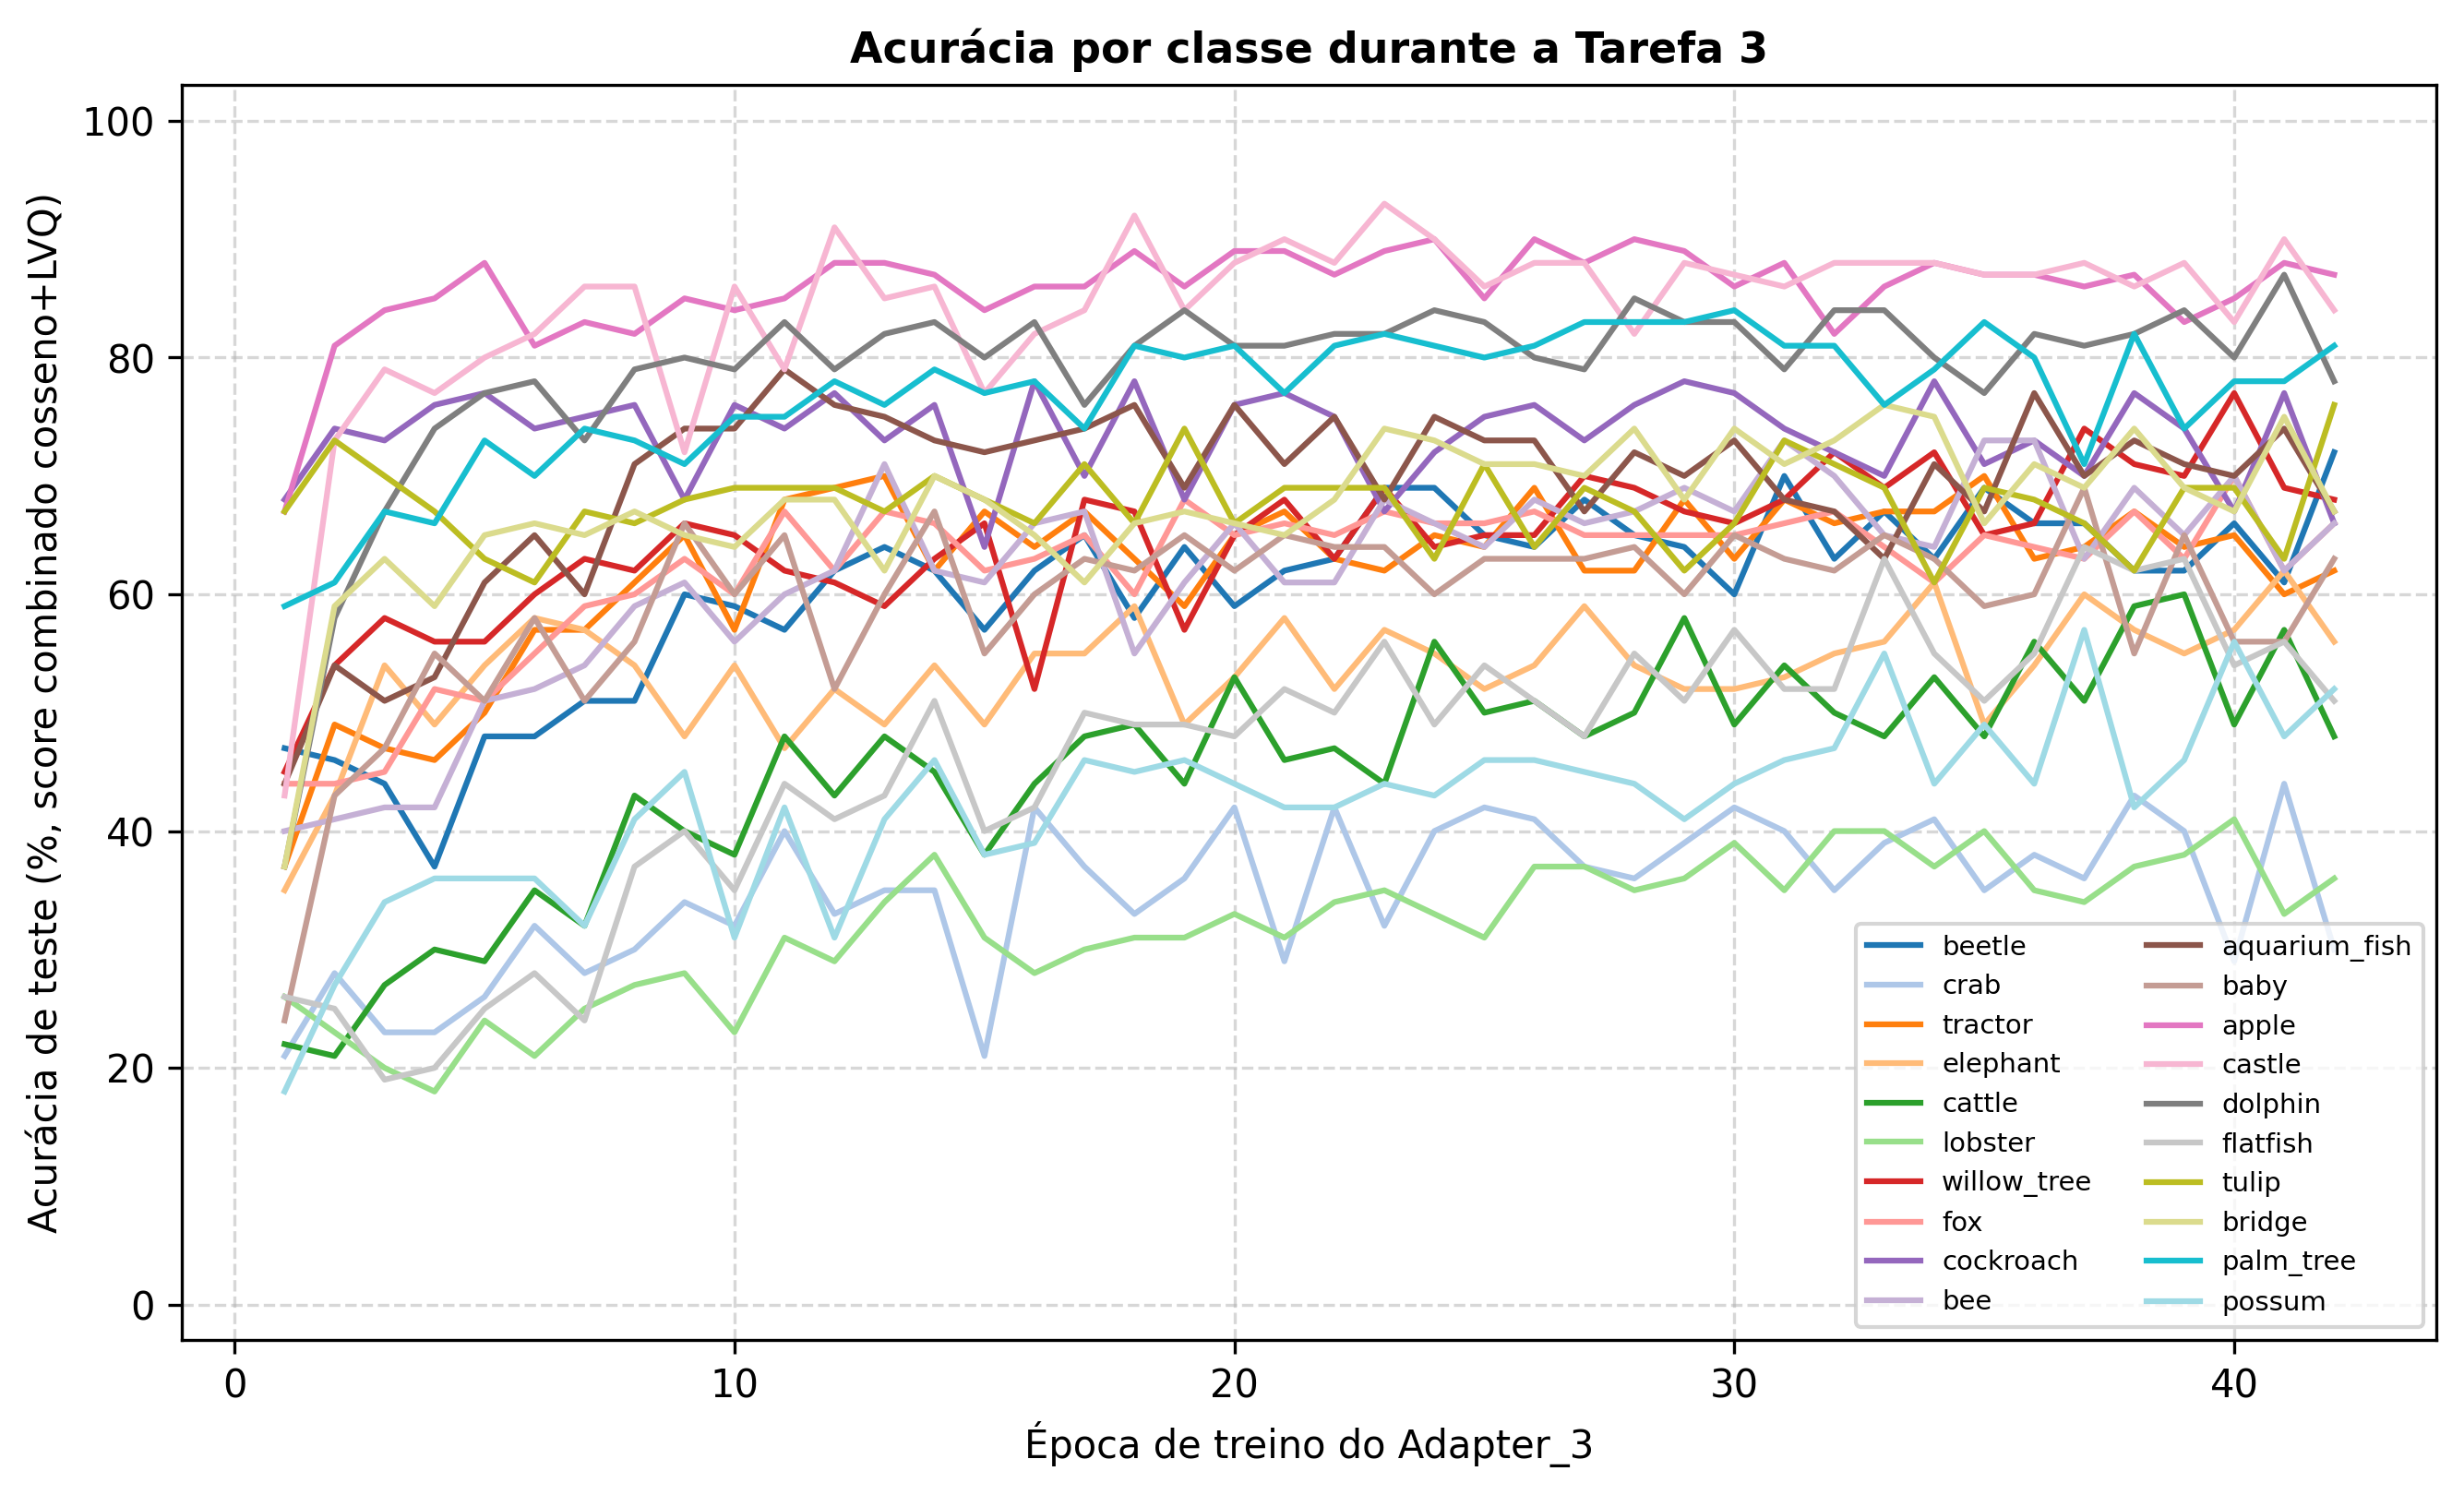 Acurácia por classe durante a Tarefa 3
Acurácia de teste (%, score combinado cosseno+LVQ)
100
80
60
40
20
0
0 10 20 30 40
Época de treino do Adapter_3
beetle
crab
tractor
elephant
cattle
lobster
willow_tree
fox
cockroach
bee
aquarium_fish
baby
apple
castle
dolphin
flatfish
tulip
bridge
palm_tree
possum